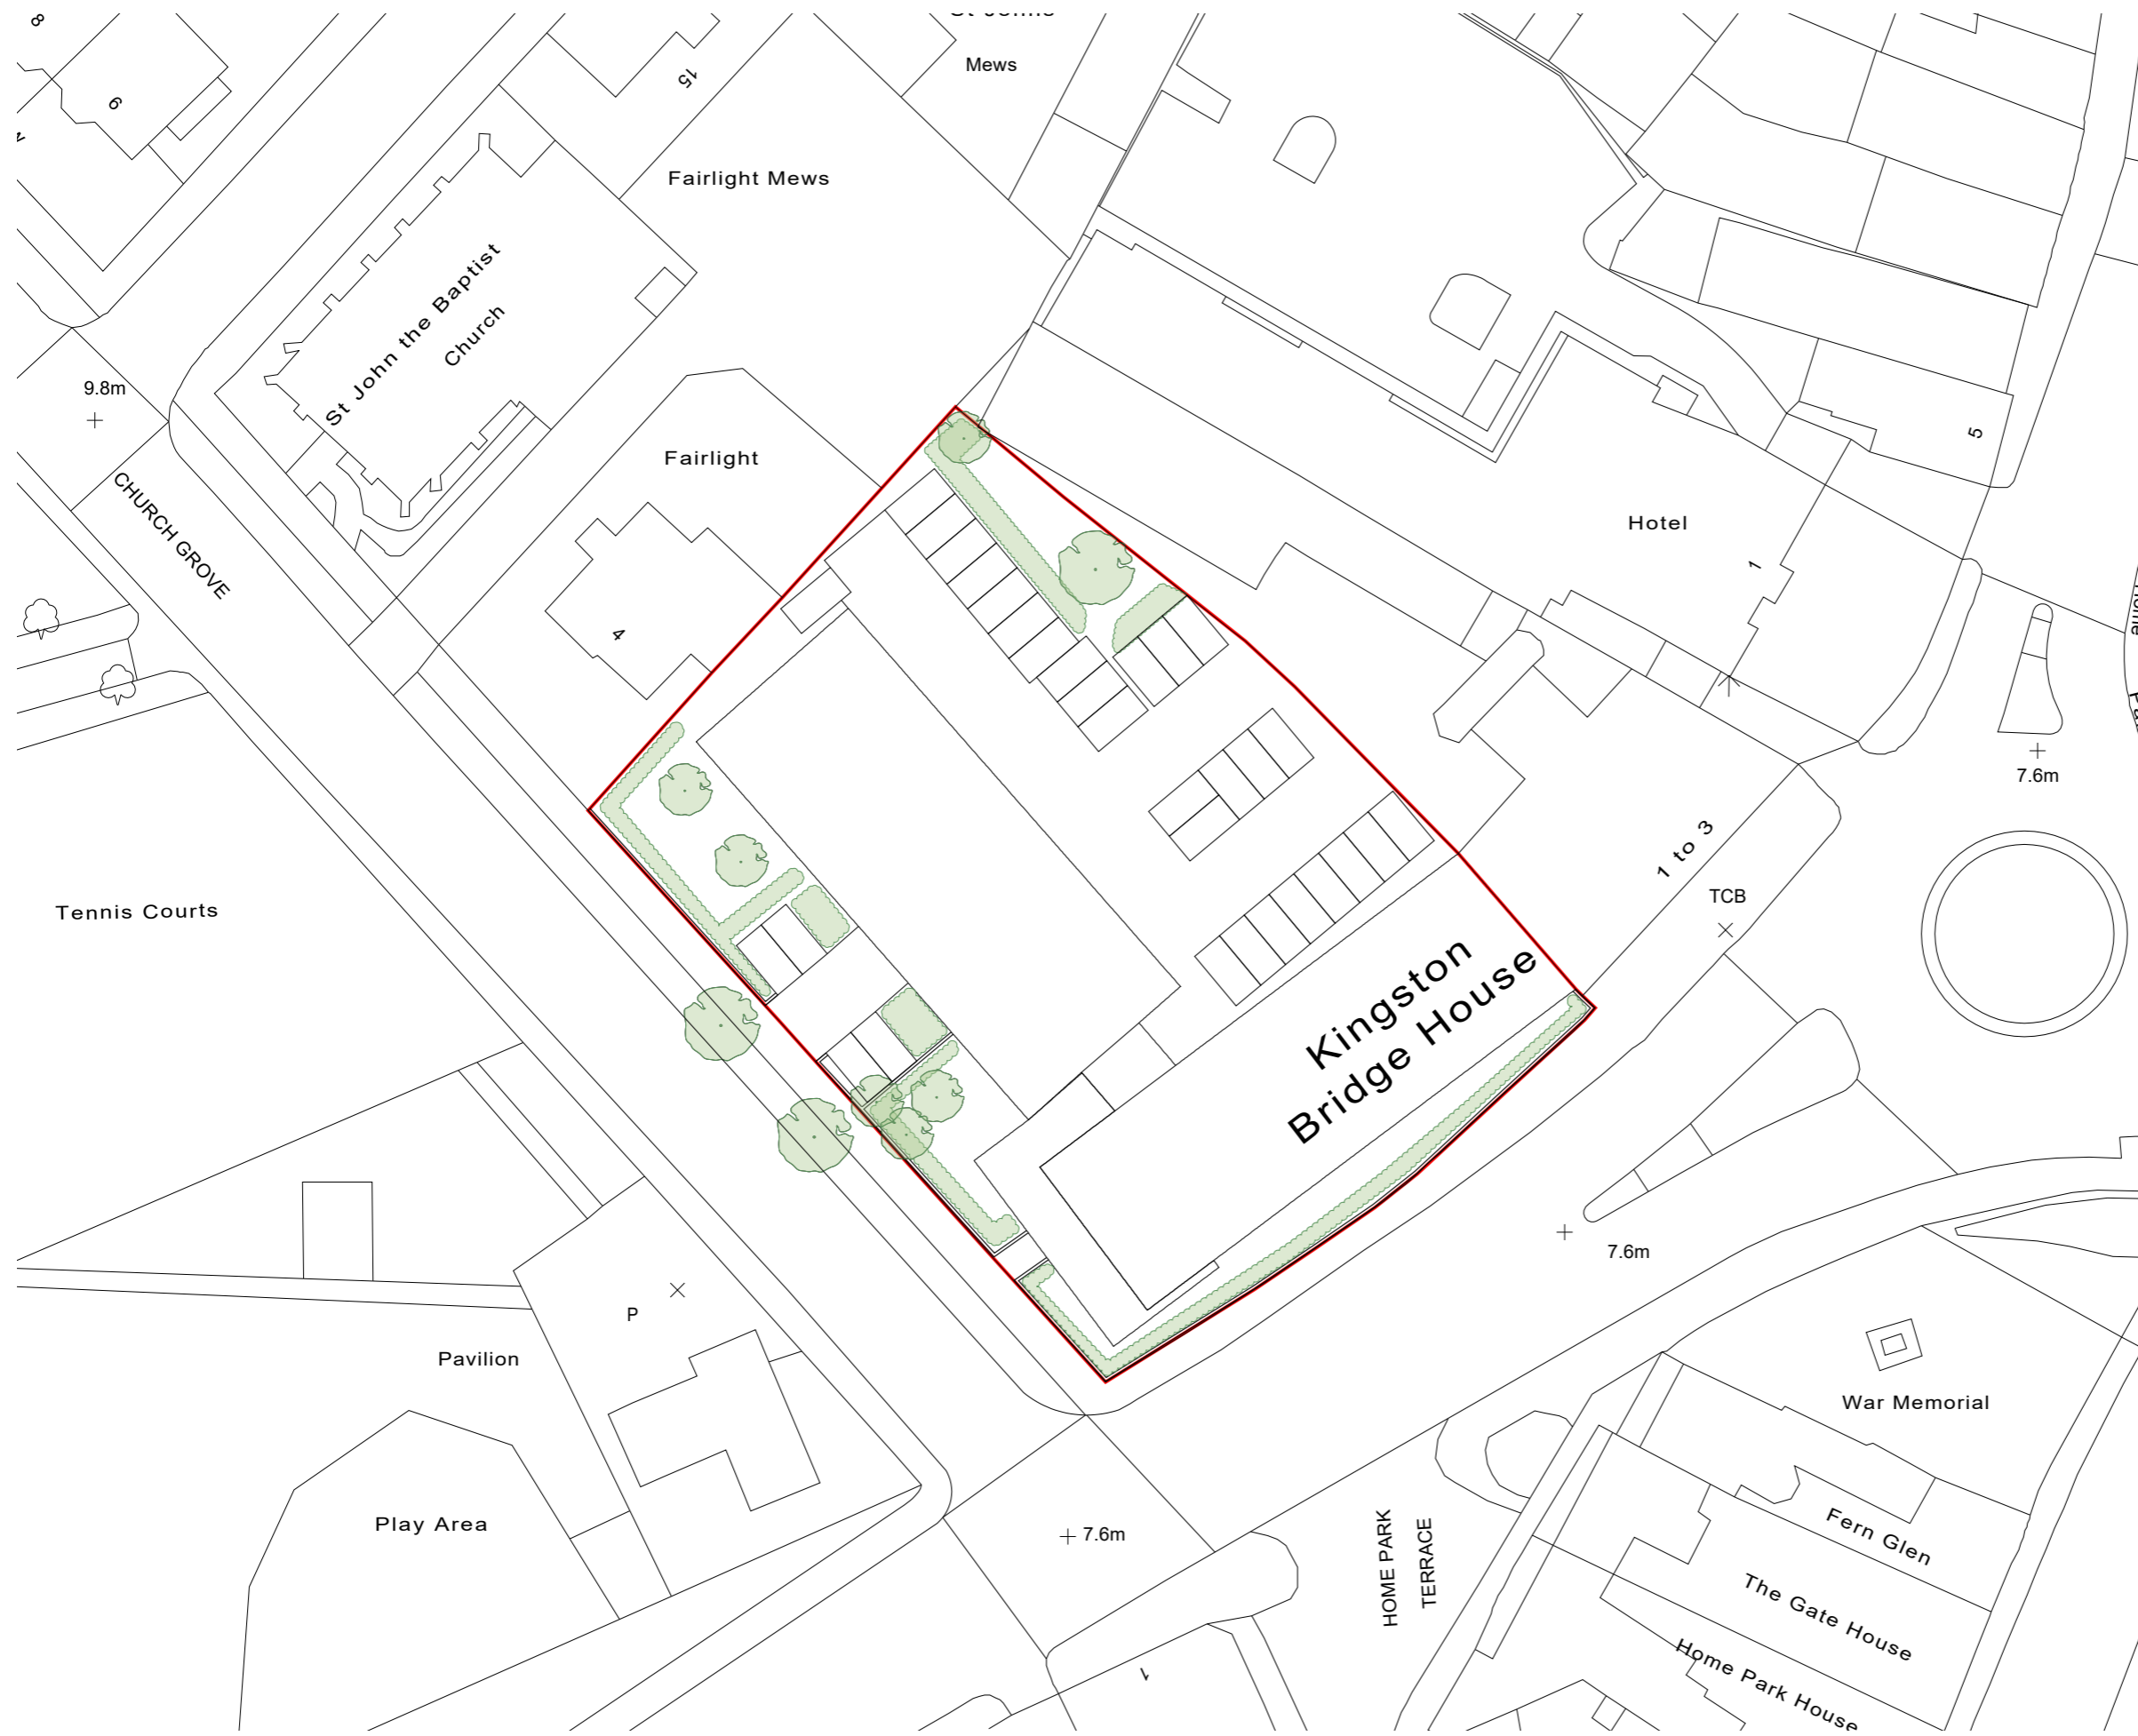 8
6
15
St Johns
Mews
Fairlight Mews
St John the Baptist
Church
9.8m
CHURCH GROVE
Fairlight
4
Hotel
1
5
7.6m
1 to 3
TCB
Tennis Courts
Kingston
Bridge House
7.6m
P
Pavilion
War Memorial
Play Area
7.6m
HOME PARK
TERRACE
Fern Glen
The Gate House
Home Park House
1